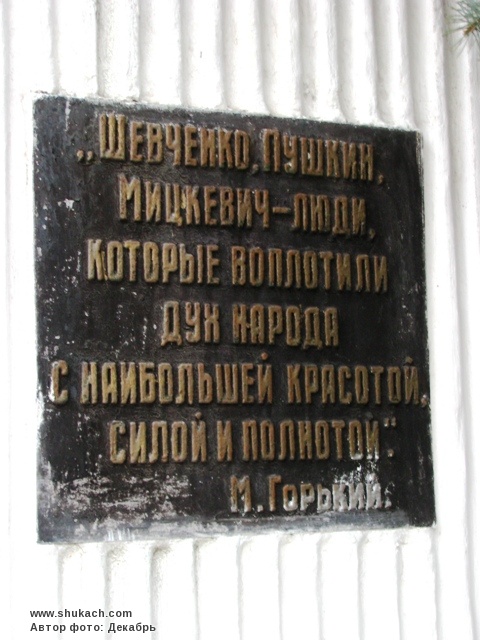 „Шевченко, Пушкин,
Мицкевич – люди,
которые воплотили
дух народа
с наибольшей красотой,
силой и полнотой".
М. Горький.
www.shukach.com
Автор фото: Декабрь